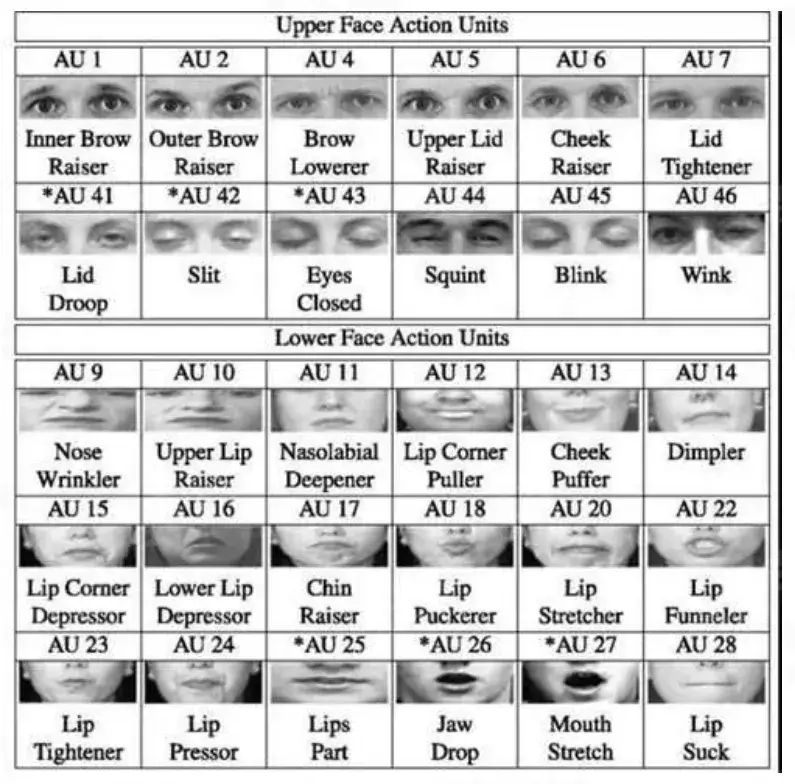 Upper Face Action Units
AU 1 AU 2 AU 4 AU 5 AU 6 AU 7
Inner Brow Outer Brow Brow Upper Lid Cheek Lid
Raiser Raiser Lowerer Raiser Raiser Tightener
*AU 41 *AU 42 *AU 43 AU 44 AU 45 AU 46
Lid Slit Eyes Squint Blink Wink
Droop Closed
Lower Face Action Units
AU 9 AU 10 AU 11 AU 12 AU 13 AU 14
Nose Upper Lip Nasolabial Lip Corner Cheek Dimpler
Wrinkler Raiser Deepener Puller Puffer
AU 15 AU 16 AU 17 AU 18 AU 20 AU 22
Lip Corner Lower Lip Chin Lip Lip Lip
Depressor Depressor Raiser Puckerer Stretcher Funneler
AU 23 AU 24 *AU 25 *AU 26 *AU 27 AU 28
Lip Lip Lips Jaw Mouth Lip
Tightener Pressor Part Drop Stretch Suck